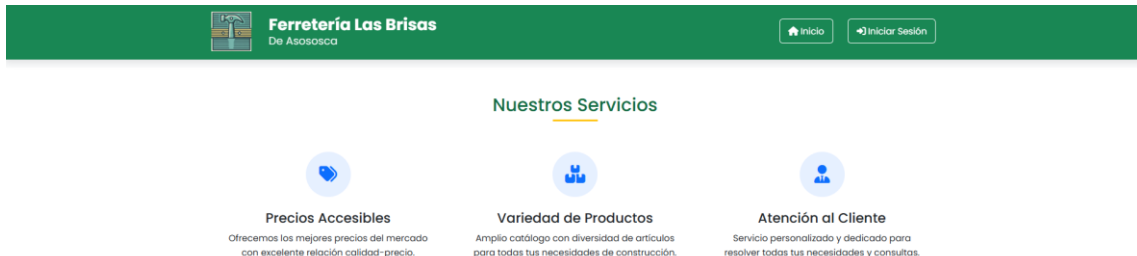 Ferretería Las Brisas
De Asososca
Inicio
Iniciar Sesión
Nuestros Servicios
Precios Accesibles
Ofrecemos los mejores precios del mercado
con excelente relación calidad-precio.
Variedad de Productos
Amplio catálogo con diversidad de artículos
para todas tus necesidades de construcción.
Atención al Cliente
Servicio personalizado y dedicado para
resolver todas tus necesidades y consultas.